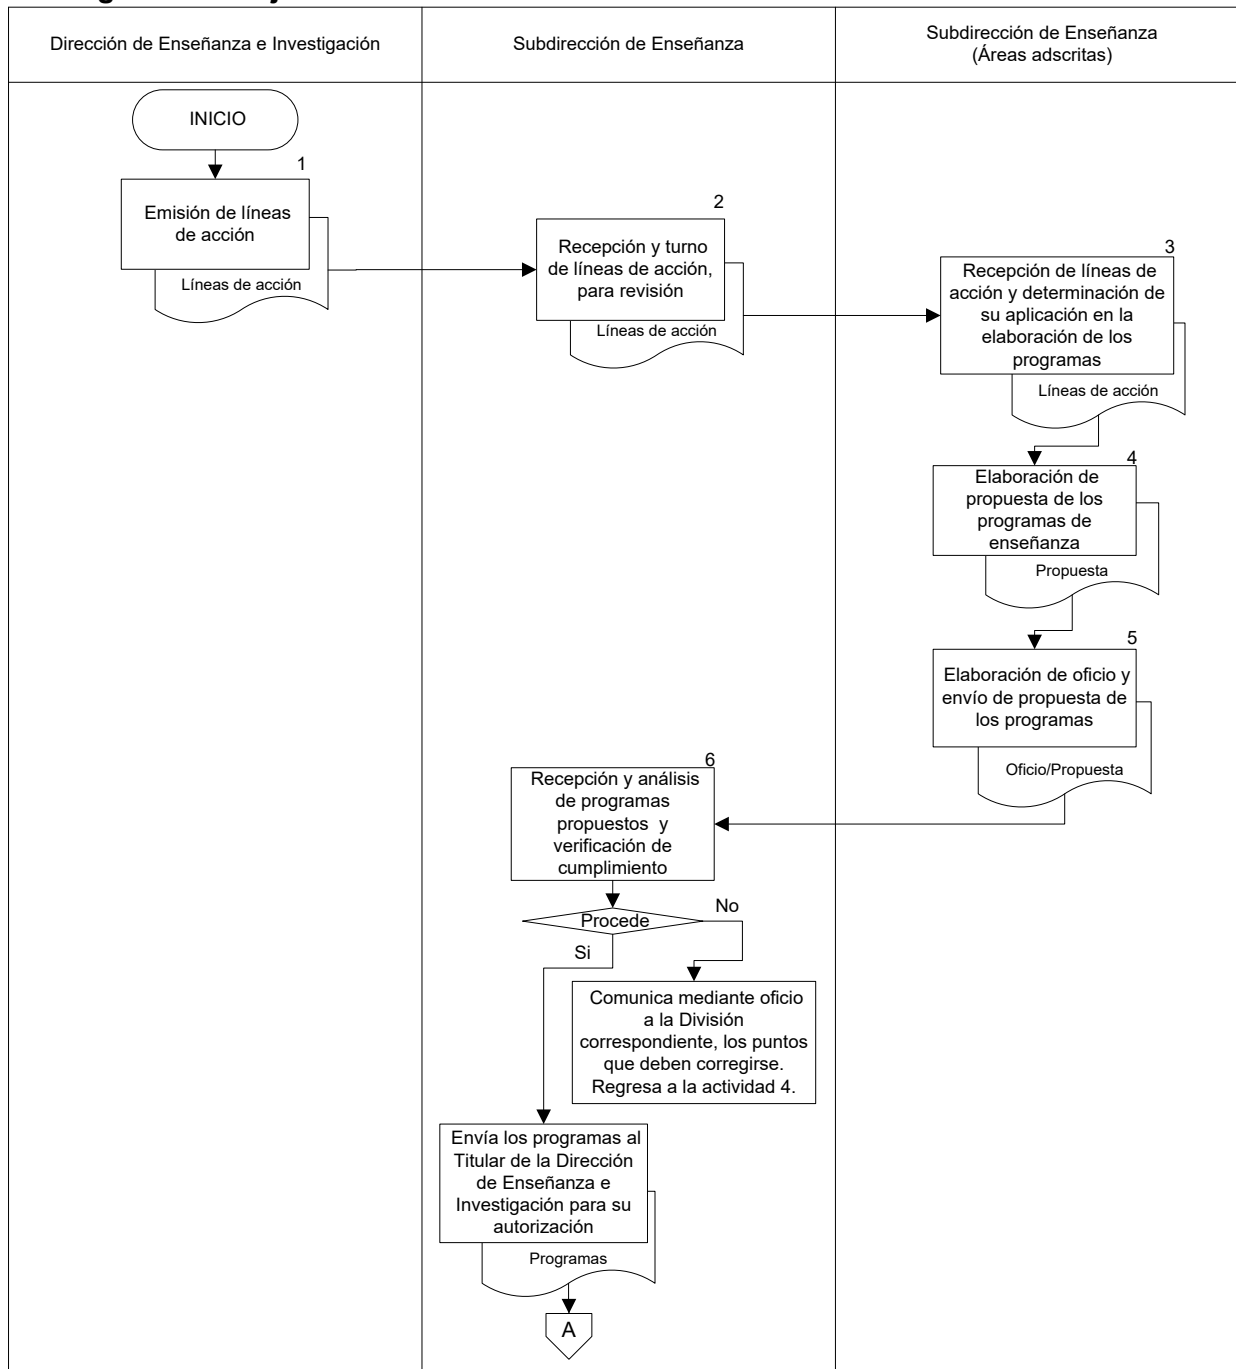 Dirección de Enseñanza e Investigación
Subdirección de Enseñanza
Subdirección de Enseñanza
(Áreas adscritas)
INICIO
1
Emisión de líneas
de acción
Líneas de acción
2
Recepción y turno
de líneas de acción,
para revisión
Líneas de acción
3
Recepción de líneas de
acción y determinación de
su aplicación en la
elaboración de los
programas
Líneas de acción
4
Elaboración de
propuesta de los
programas de
enseñanza
Propuesta
5
Elaboración de oficio y
envío de propuesta de
los programas
Oficio/Propuesta
6
Recepción y análisis
de programas
propuestos y
verificación de
cumplimiento
Procede
No
Si
Comunica mediante oficio
a la División
correspondiente, los puntos
que deben corregirse.
Regresa a la actividad 4.
Envía los programas al
Titular de la Dirección
de Enseñanza e
Investigación para su
autorización
Programas
A